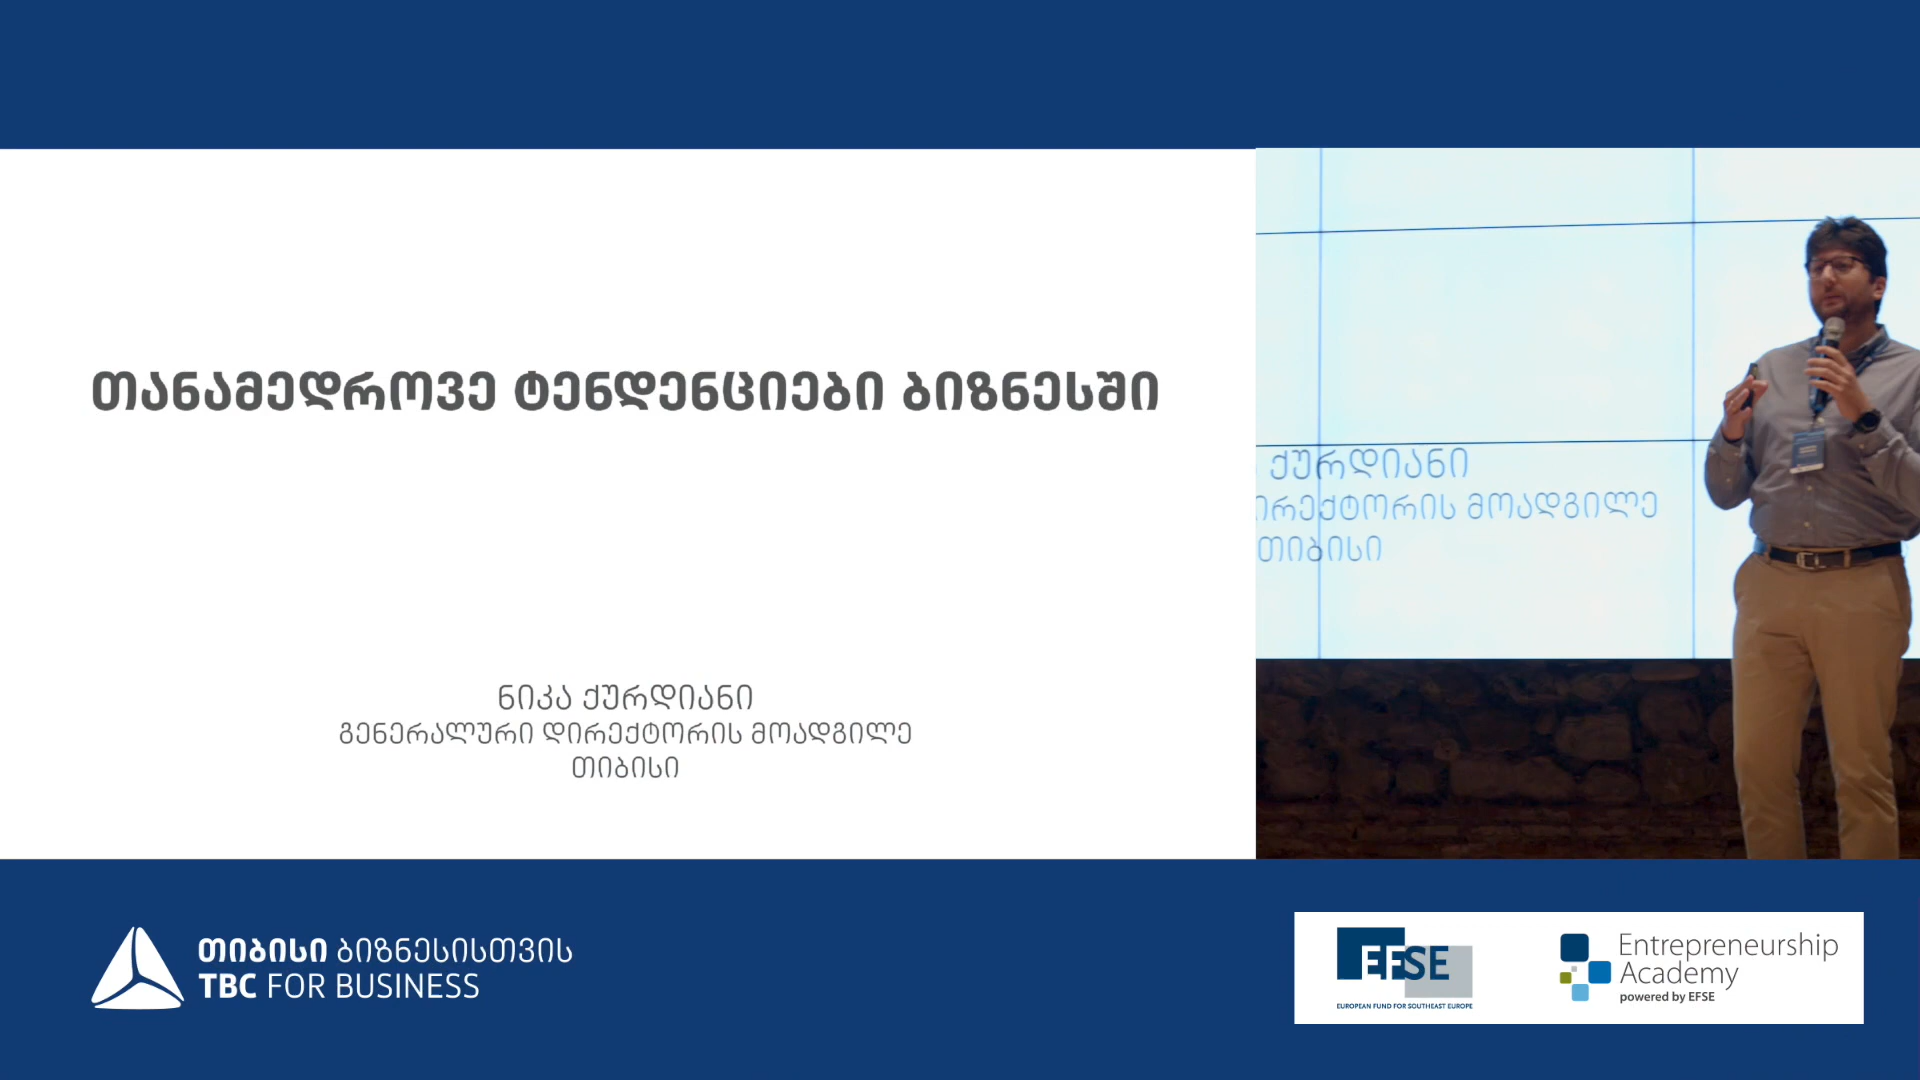 თანამედროვე ტენდენციები ბიზნესში
ნიკა ქურდიანი
გენერალური დირექტორის მოადგილე
თიბისი
ქურდიანი
ირექტორის მოადგილე
თიბისი
თიბისი ბიზნესისთვის
TBC FOR BUSINESS
EFSE
EUROPEAN FUND FOR SOUTHEAST EUROPE
Entrepreneurship
Academy
powered by EFSE